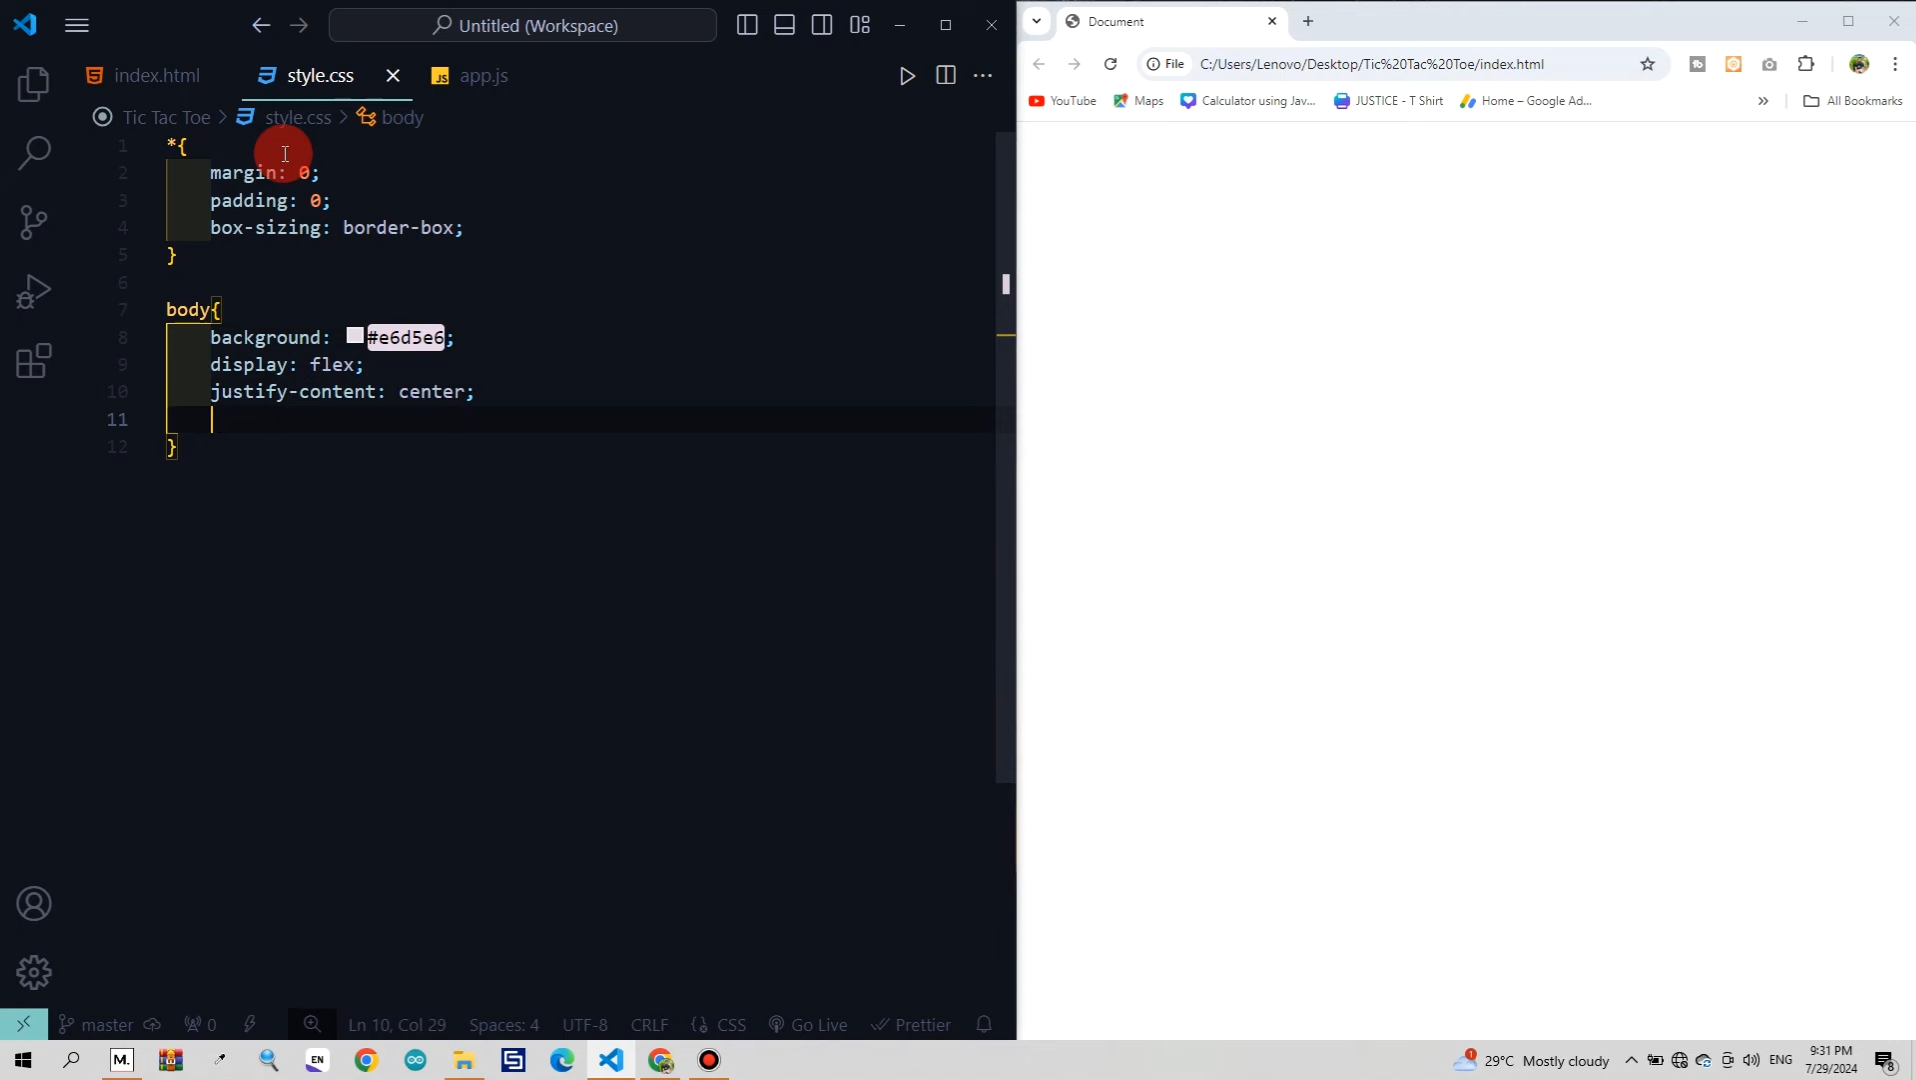 Untitled (Workspace)
index.html
style.css
JS app.js
Tic Tac Toe > style.css > body
1 *{
2 margin: 0;
3 padding: 0;
4 box-sizing: border-box;
5 }
6
7 body{
8 background: #e6d5e6;
9 display: flex;
10 justify-content: center;
11
12 }
master
0
Ln 10, Col 29
Spaces: 4
UTF-8
CRLF
{} CSS
Go Live
Prettier
Document
File
C:/Users/Lenovo/Desktop/Tic%20Tac%20Toe/index.html
YouTube
Maps
Calculator using Jav...
JUSTICE - T Shirt
Home – Google Ad...
»
All Bookmarks
M.
EN
29°C Mostly cloudy
ENG
9:31 PM
7/29/2024
8